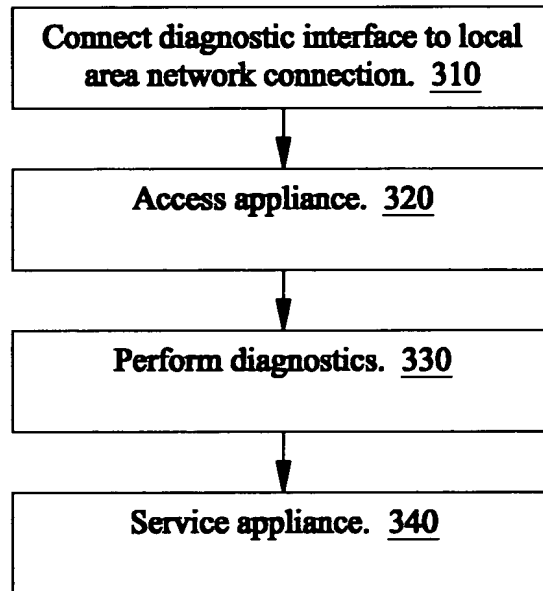 Connect diagnostic interface to local
area network connection. 310
Access appliance. 320
Perform diagnostics. 330
Service appliance. 340